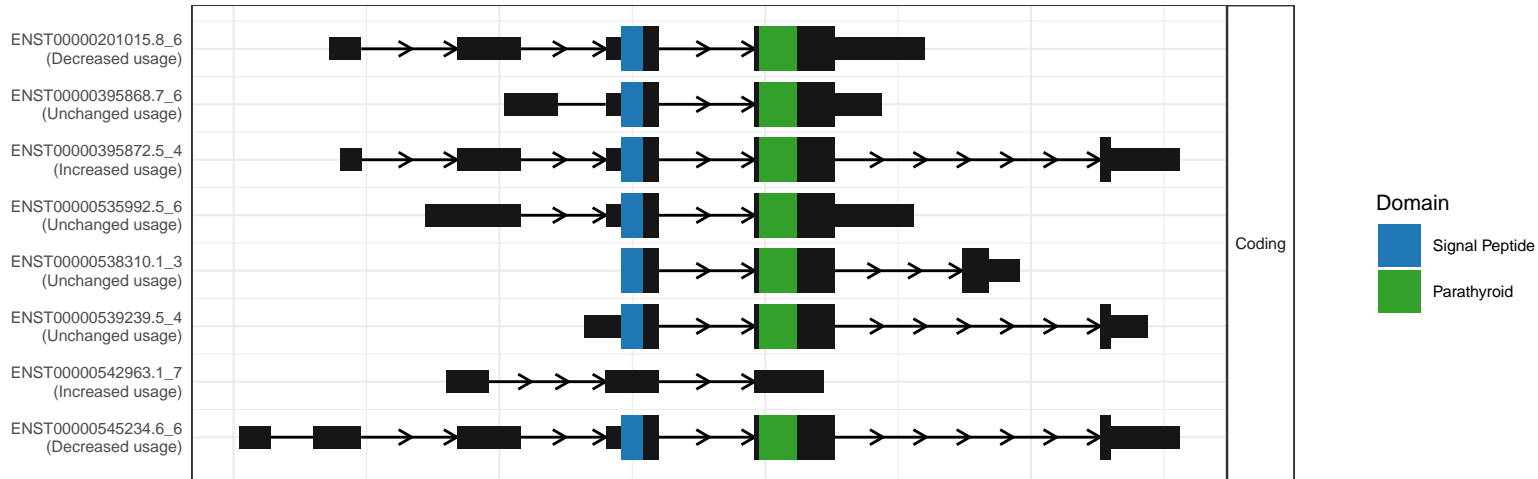 ENST00000201015.8_6
(Decreased usage)
ENST00000395868.7_6
(Unchanged usage)
ENST00000395872.5_4
(Increased usage)
ENST00000535992.5_6
(Unchanged usage)
ENST00000538310.1_3
(Unchanged usage)
ENST00000539239.5_4
(Unchanged usage)
ENST00000542963.1_7
(Increased usage)
ENST00000545234.6_6
(Decreased usage)
Coding
Domain
Signal Peptide
Parathyroid